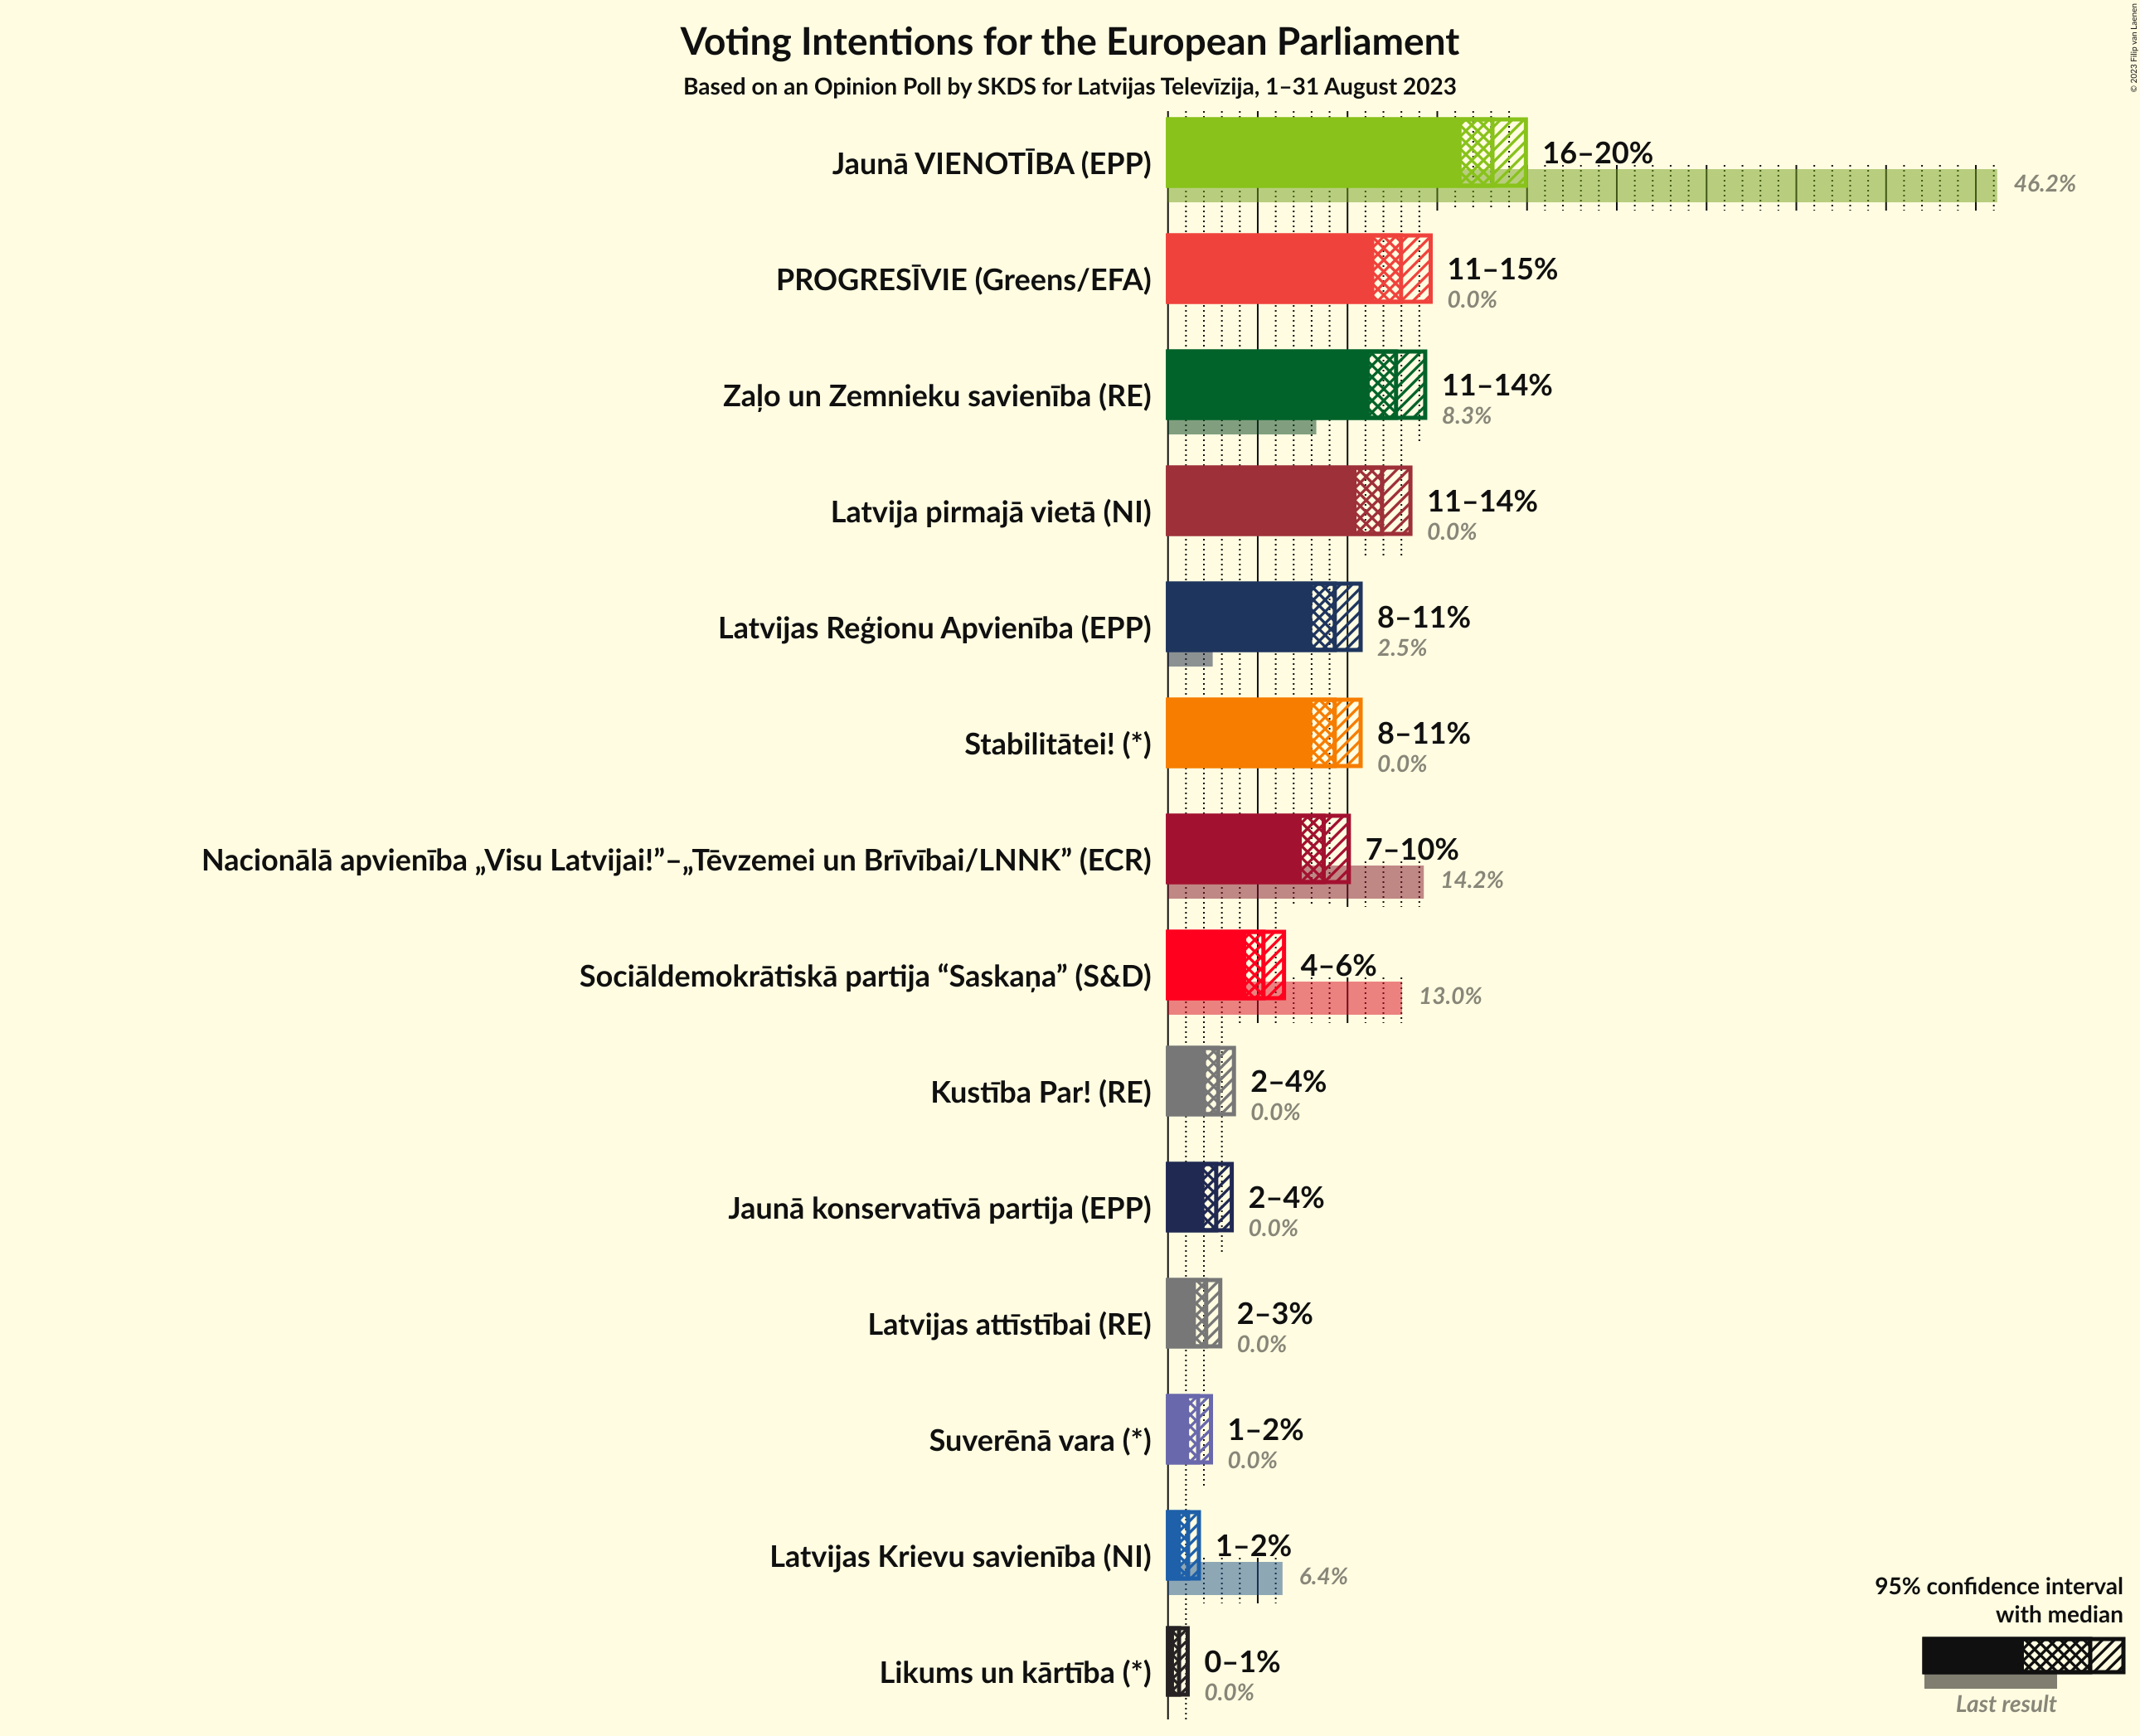 Voting Intentions for the European Parliament
Based on an Opinion Poll by SKDS for Latvijas Televīzija, 1–31 August 2023
© 2023 Filip van Laenen
Jaunā VIENOTĪBA (EPP)
16–20%
46.2%
PROGRESĪVIE (Greens/EFA)
11–15%
0.0%
Zaļo un Zemnieku savienība (RE)
11–14%
8.3%
Latvija pirmajā vietā (NI)
11–14%
0.0%
Latvijas Reģionu Apvienība (EPP)
8–11%
2.5%
Stabilitātei! (*)
8–11%
0.0%
Nacionālā apvienība „Visu Latvijai!”–„Tēvzemei un Brīvībai/LNNK” (ECR)
7–10%
14.2%
Sociāldemokrātiskā partija “Saskaņa” (S&D)
4–6%
13.0%
Kustība Par! (RE)
2–4%
0.0%
Jaunā konservatīvā partija (EPP)
2–4%
0.0%
Latvijas attīstībai (RE)
2–3%
0.0%
Suverēnā vara (*)
1–2%
0.0%
Latvijas Krievu savienība (NI)
1–2%
6.4%
Likums un kārtība (*)
0–1%
0.0%
95% confidence interval
with median
Last result